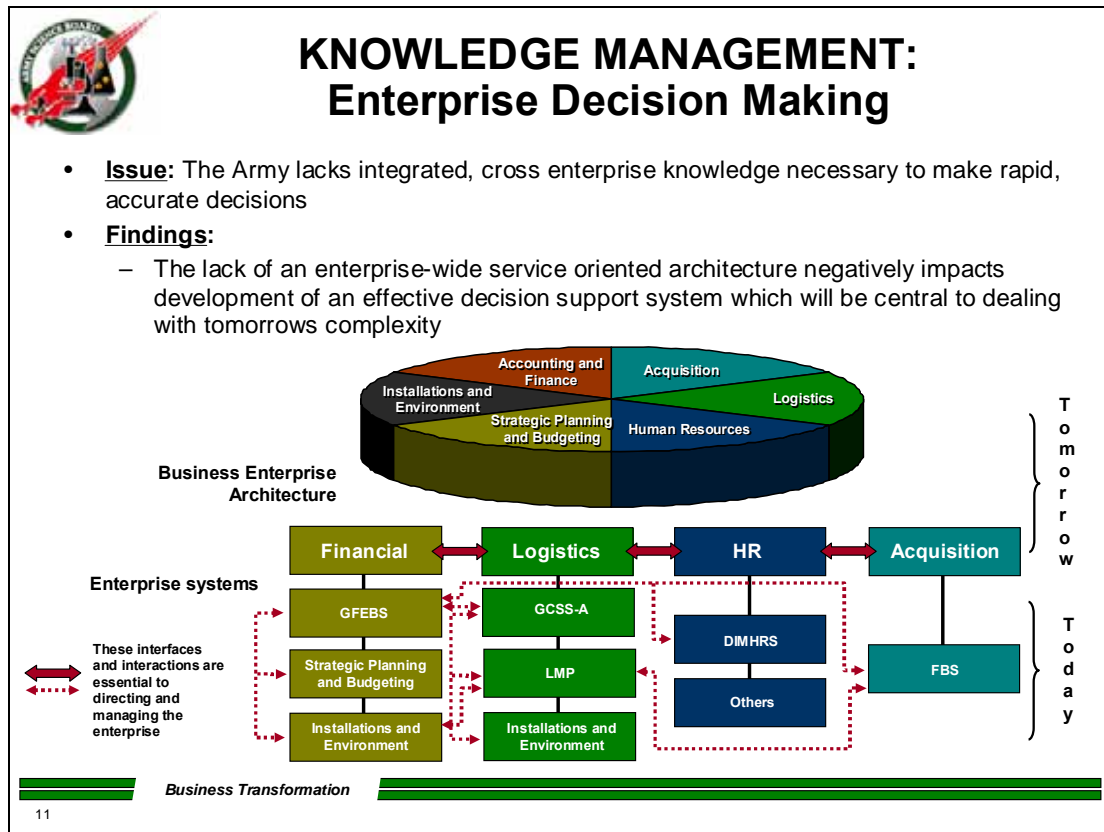 ARMY SCIENCE BOARD
KNOWLEDGE MANAGEMENT:
Enterprise Decision Making
• Issue: The Army lacks integrated, cross enterprise knowledge necessary to make rapid,
accurate decisions
• Findings:
– The lack of an enterprise-wide service oriented architecture negatively impacts
development of an effective decision support system which will be central to dealing
with tomorrows complexity
Accounting and
Finance
Acquisition
Installations and
Environment
Logistics
Strategic Planning
and Budgeting
Human Resources
Business Enterprise
Architecture
Tomorrow
Financial
Logistics
HR
Acquisition
Enterprise systems
GFEBS
GCSS-A
DIMHRS
Today
These interfaces
and interactions are
essential to
directing and
managing the
enterprise
Strategic Planning
and Budgeting
LMP
FBS
Others
Installations and
Environment
Installations and
Environment
Business Transformation
11